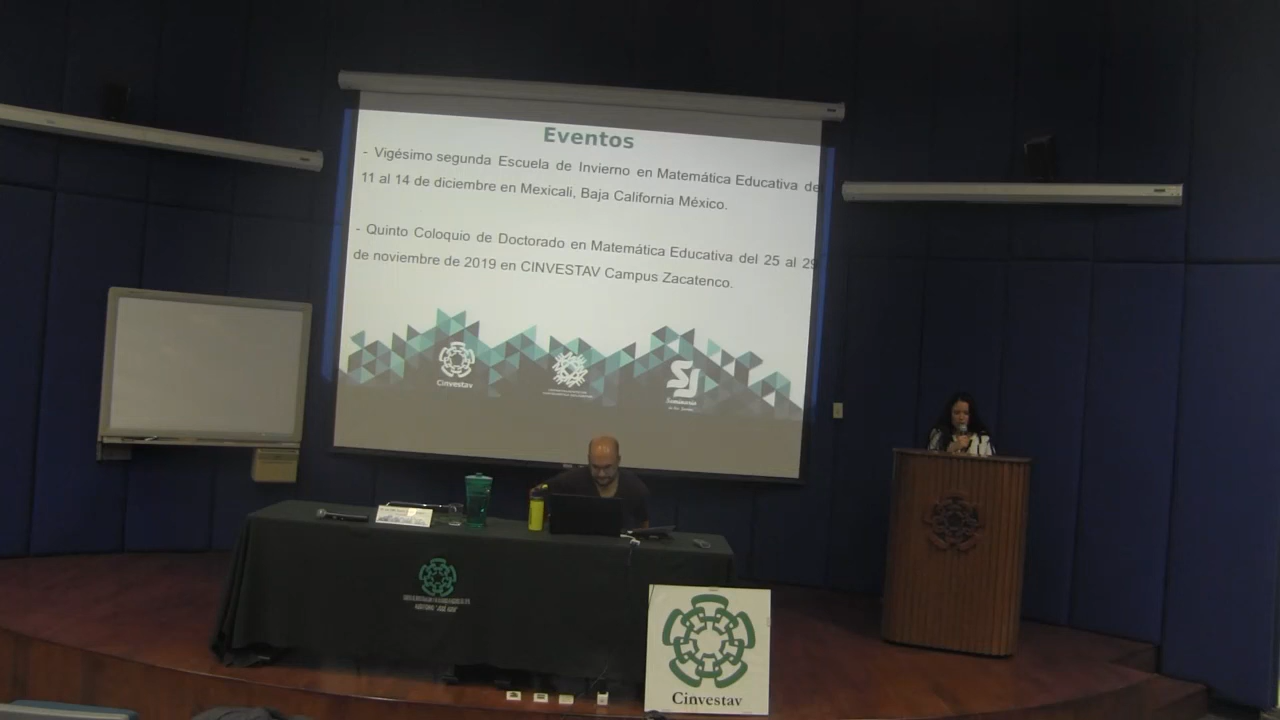 Eventos
- Vigésimo segunda Escuela de Invierno en Matemática Educativa de
11 al 14 de diciembre en Mexicali, Baja California México.
- Quinto Coloquio de Doctorado en Matemática Educativa del 25 al 29
de noviembre de 2019 en CINVESTAV Campus Zacatenco.
Cinvestav
SJ
Seminario
Cinvestav